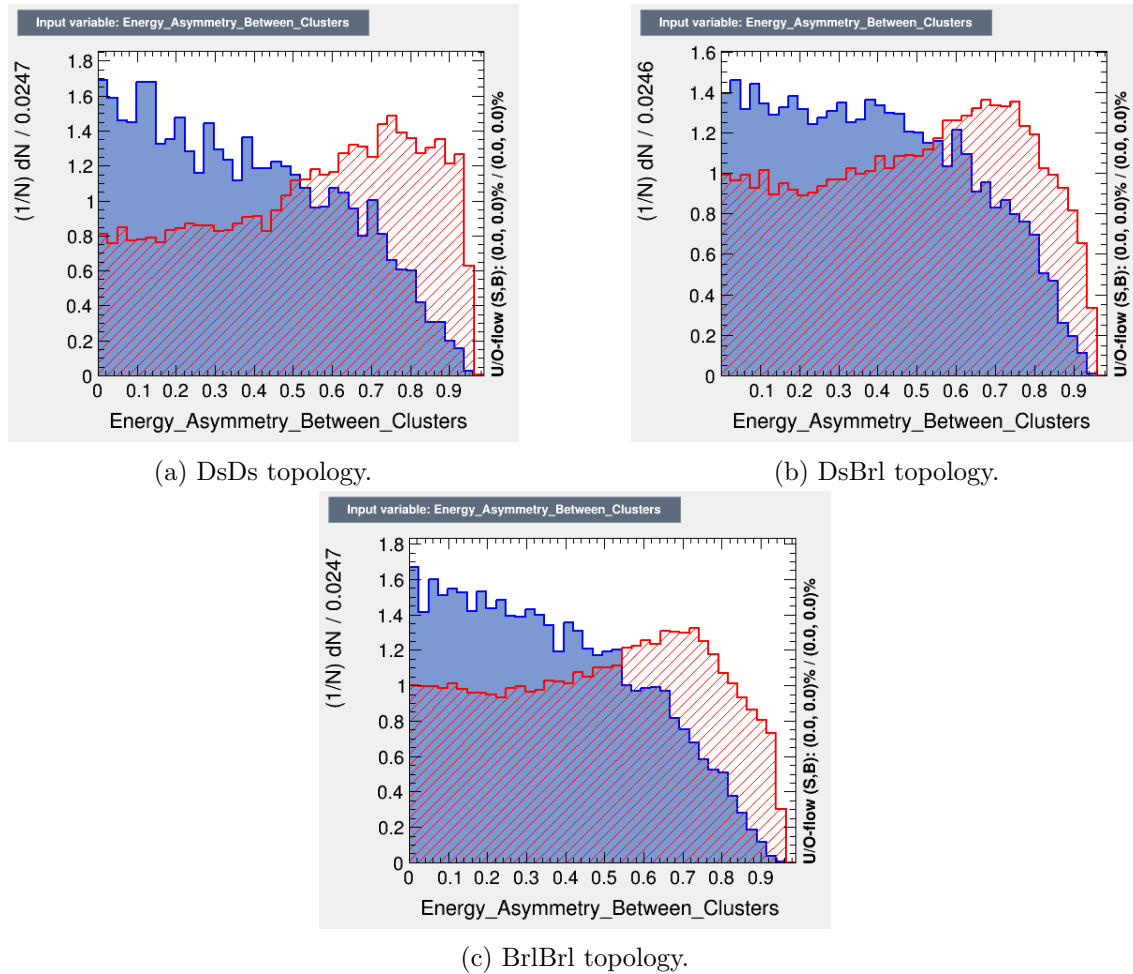 Input variable: Energy_Asymmetry_Between_Clusters
(1/N) dN / 0.0247
1.8
1.6
1.4
1.2
1
0.8
0.6
0.4
0.2
0
0 0.1 0.2 0.3 0.4 0.5 0.6 0.7 0.8 0.9
Energy_Asymmetry_Between_Clusters
U/O-flow (S,B): (0.0, 0.0)% / (0.0, 0.0)%
(a) DsDs topology.
Input variable: Energy_Asymmetry_Between_Clusters
(1/N) dN / 0.0246
1.6
1.4
1.2
1
0.8
0.6
0.4
0.2
0
0.1 0.2 0.3 0.4 0.5 0.6 0.7 0.8 0.9
Energy_Asymmetry_Between_Clusters
U/O-flow (S,B): (0.0, 0.0)% / (0.0, 0.0)%
(b) DsBrl topology.
Input variable: Energy_Asymmetry_Between_Clusters
(1/N) dN / 0.0247
1.8
1.6
1.4
1.2
1
0.8
0.6
0.4
0.2
0
0 0.1 0.2 0.3 0.4 0.5 0.6 0.7 0.8 0.9
Energy_Asymmetry_Between_Clusters
U/O-flow (S,B): (0.0, 0.0)% / (0.0, 0.0)%
(c) BrlBrl topology.